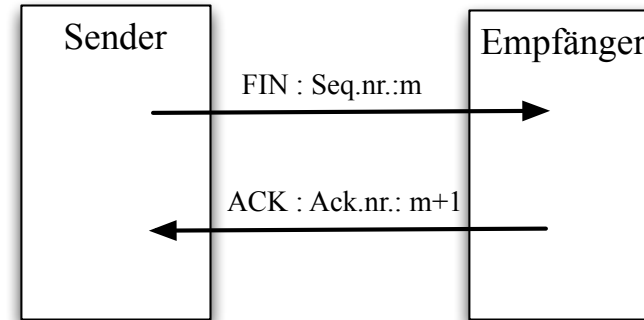 Sender
Empfänger
FIN : Seq.nr.:m
ACK : Ack.nr.: m+1